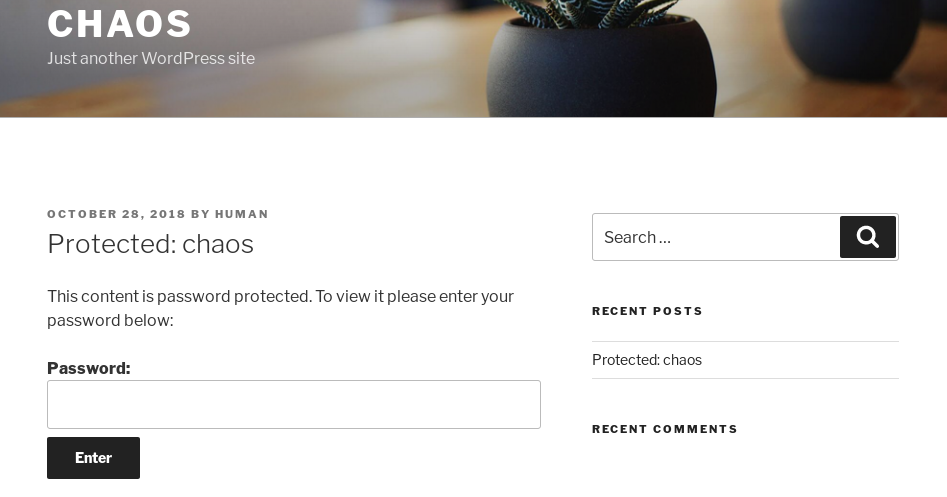 CHAOS
Just another WordPress site
OCTOBER 28, 2018 BY HUMAN
Protected: chaos
This content is password protected. To view it please enter your
password below:
Password:
Enter
Search …
RECENT POSTS
Protected: chaos
RECENT COMMENTS